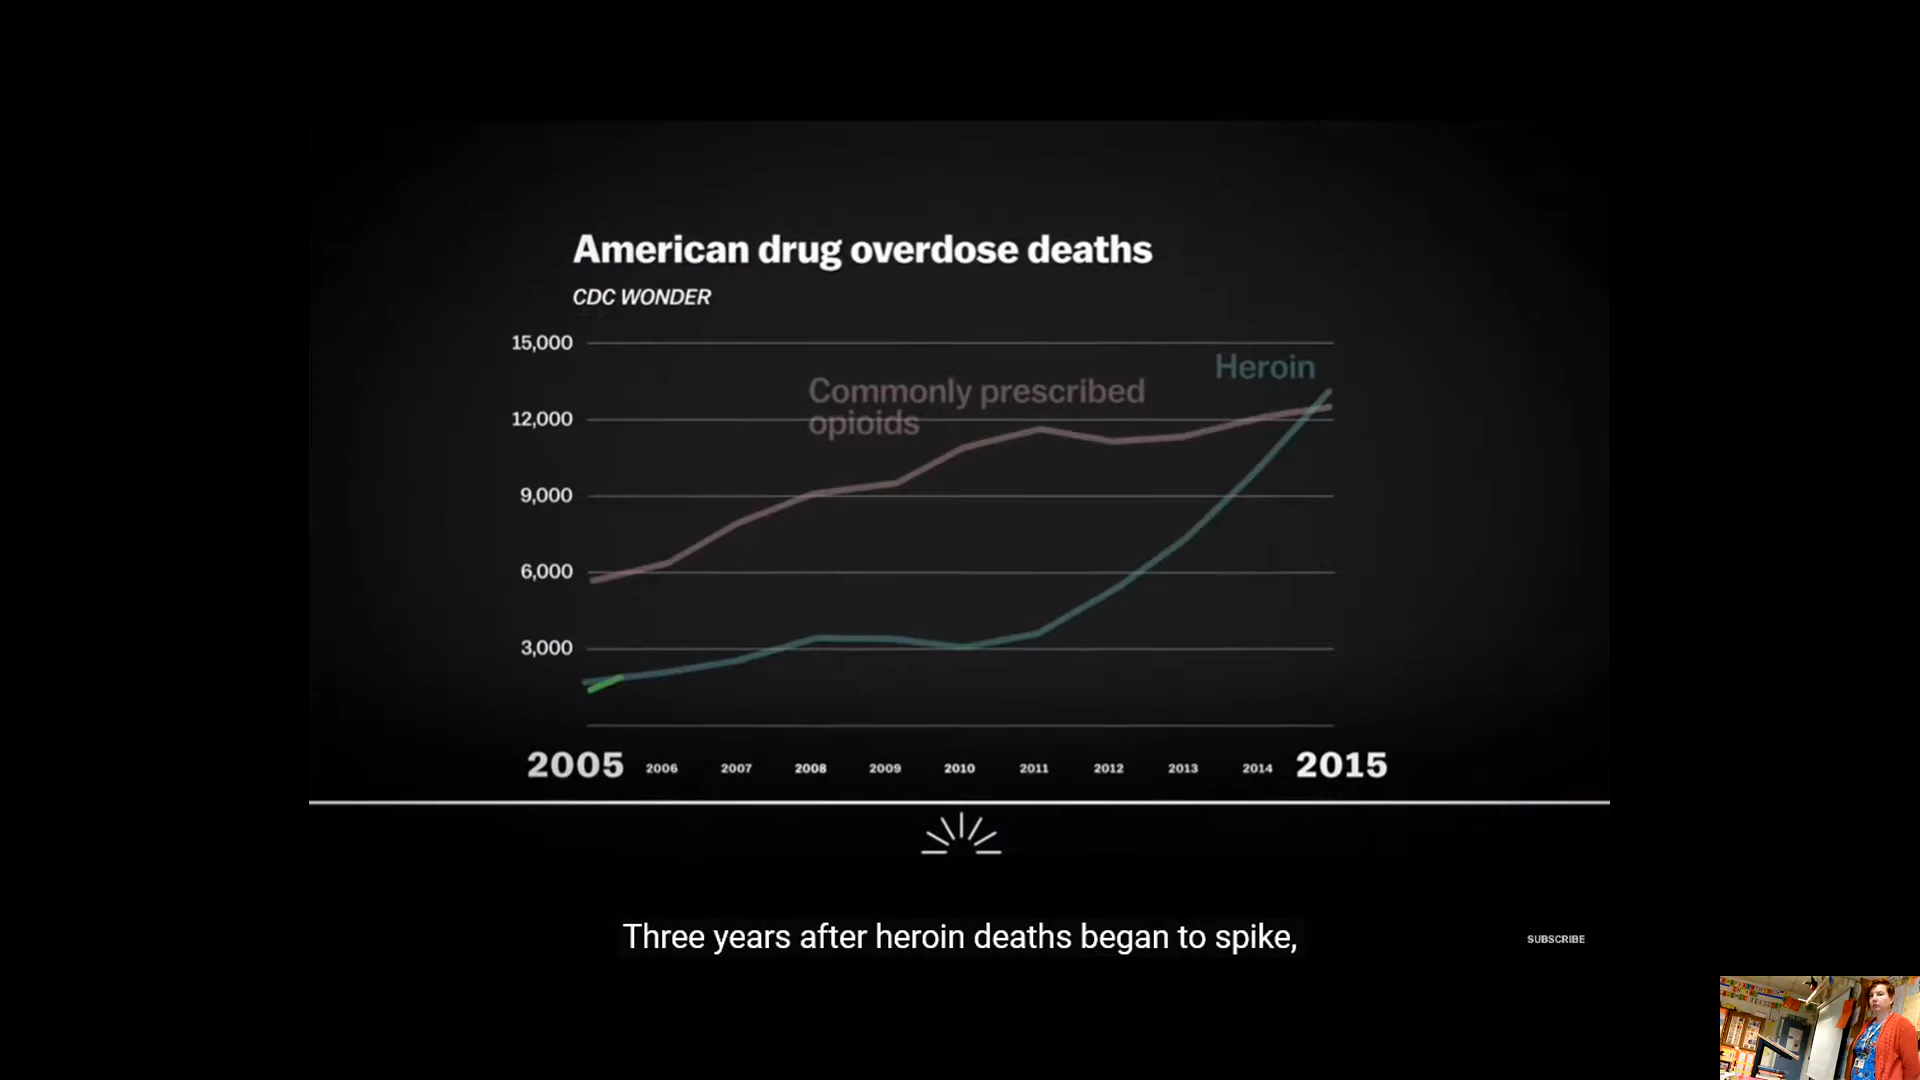 American drug overdose deaths
CDC WONDER
15,000
Heroin
Commonly prescribed
opioids
12,000
9,000
6,000
3,000
2005 2006 2007 2008 2009 2010 2011 2012 2013 2014 2015
Three years after heroin deaths began to spike,
SUBSCRIBE